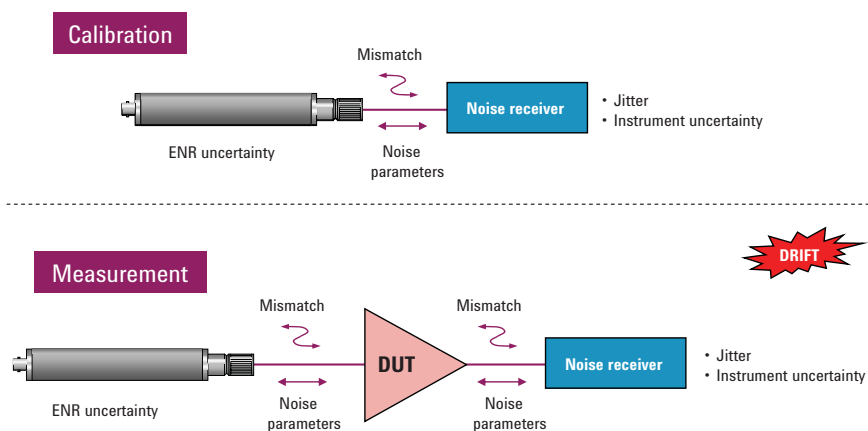 Calibration
Mismatch
Noise receiver
• Jitter
• Instrument uncertainty
ENR uncertainty
Noise
parameters
DRIFT
Measurement
Mismatch
Mismatch
DUT
Noise receiver
• Jitter
• Instrument uncertainty
ENR uncertainty
Noise
parameters
Noise
parameters